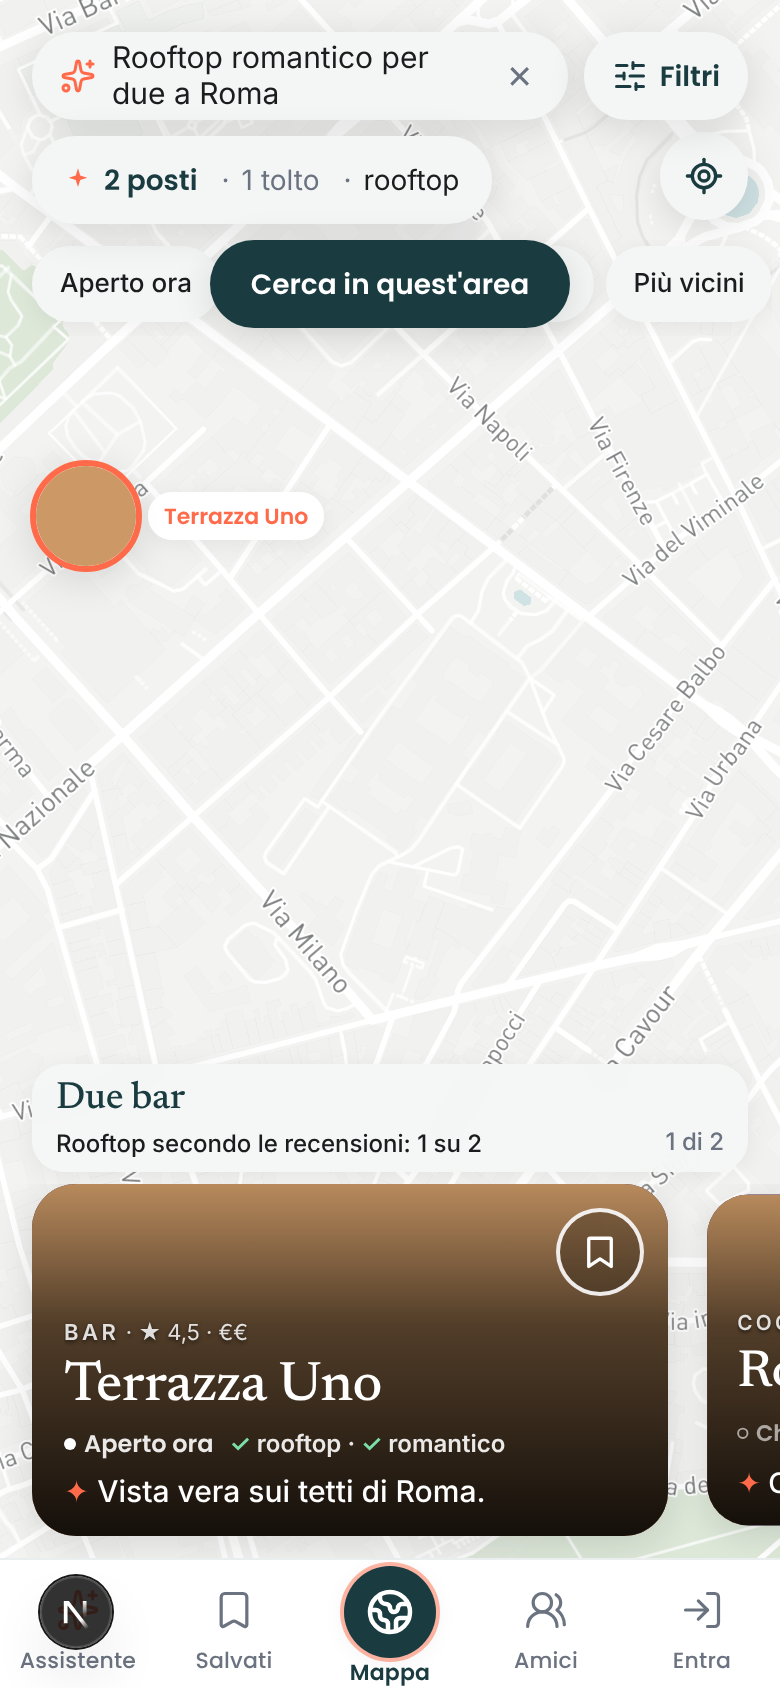 Via Ba
Via
Rooftop romantico per
due a Roma
Filtri
2 posti · 1 tolto · rooftop
Aperto ora
Cerca in quest'area
Più vicini
Via Napoli
Via Firenze
Via del Viminale
Terrazza Uno
Via Cesare Balbo
Via Urbana
Nazionale
Via Milano
Cavour
Due bar
Rooftop secondo le recensioni: 1 su 2
1 di 2
BAR · ★ 4,5 · €€
Terrazza Uno
Aperto ora ✓ rooftop · ✓ romantico
Vista vera sui tetti di Roma.
Assistente
Salvati
Mappa
Amici
Entra